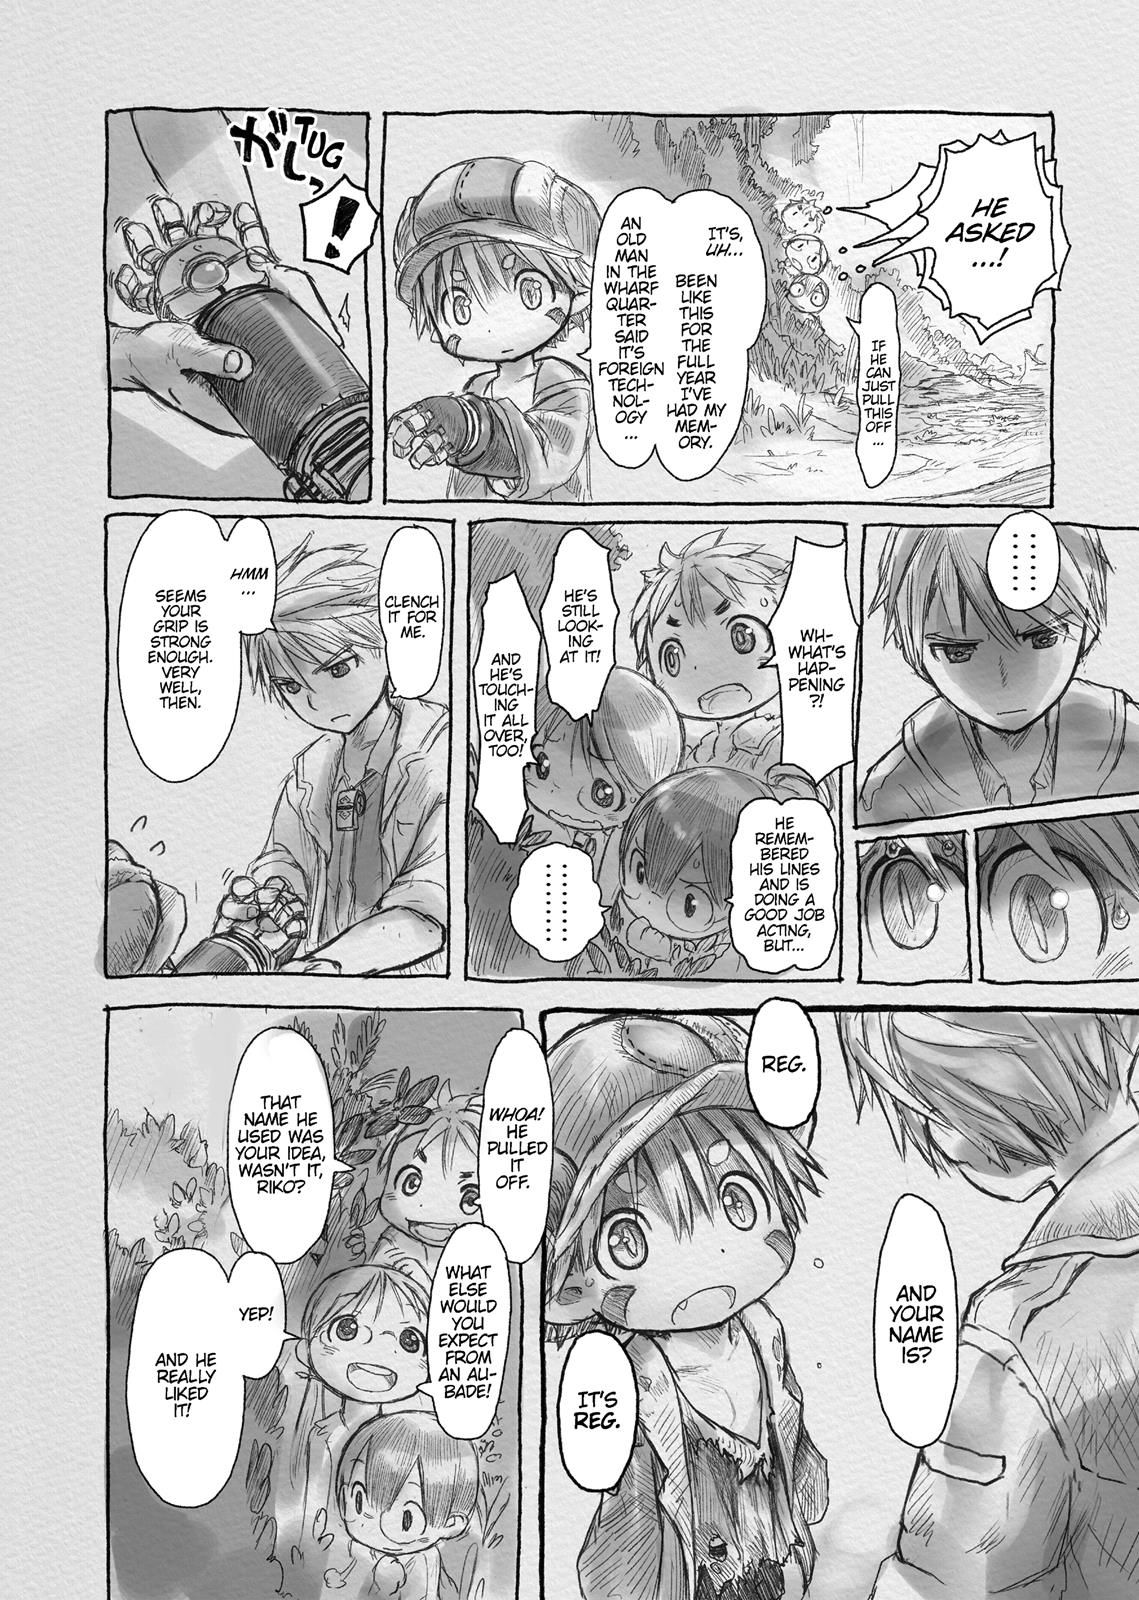 HE
ASKED
...!
IF
HE
CAN
JUST
PULL
THIS
OFF
...
IT'S,
UH...
BEEN
LIKE
THIS
FOR
THE
FULL
YEAR
I'VE
HAD MY
MEM-
ORY.
AN
OLD
MAN
IN THE
WHARF
QUAR-
TER
SAID
IT'S
FOREIGN
TECH-
NOL-
OGY
...
TUG
がしっ
!
WH-
WHAT'S
HAP-
PENING
?!
HE'S
STILL
LOOK-
ING
AT IT!
AND
HE'S
TOUCH-
ING
IT ALL
OVER,
TOO!
HE
REMEM-
BERED
HIS LINES
AND IS
DOING A
GOOD JOB
ACTING,
BUT...
CLENCH
IT FOR
ME.
HMM
...
SEEMS
YOUR
GRIP IS
STRONG
ENOUGH.
VERY
WELL,
THEN.
AND
YOUR
NAME
IS?
REG.
IT'S
REG.
WHOA!
HE
PULLED
IT
OFF.
WHAT
ELSE
WOULD
YOU
EXPECT
FROM
AN AU-
BADE!
THAT
NAME HE
USED WAS
YOUR IDEA,
WASN'T IT,
RIKO?
YEP!
AND HE
REALLY
LIKED
IT!